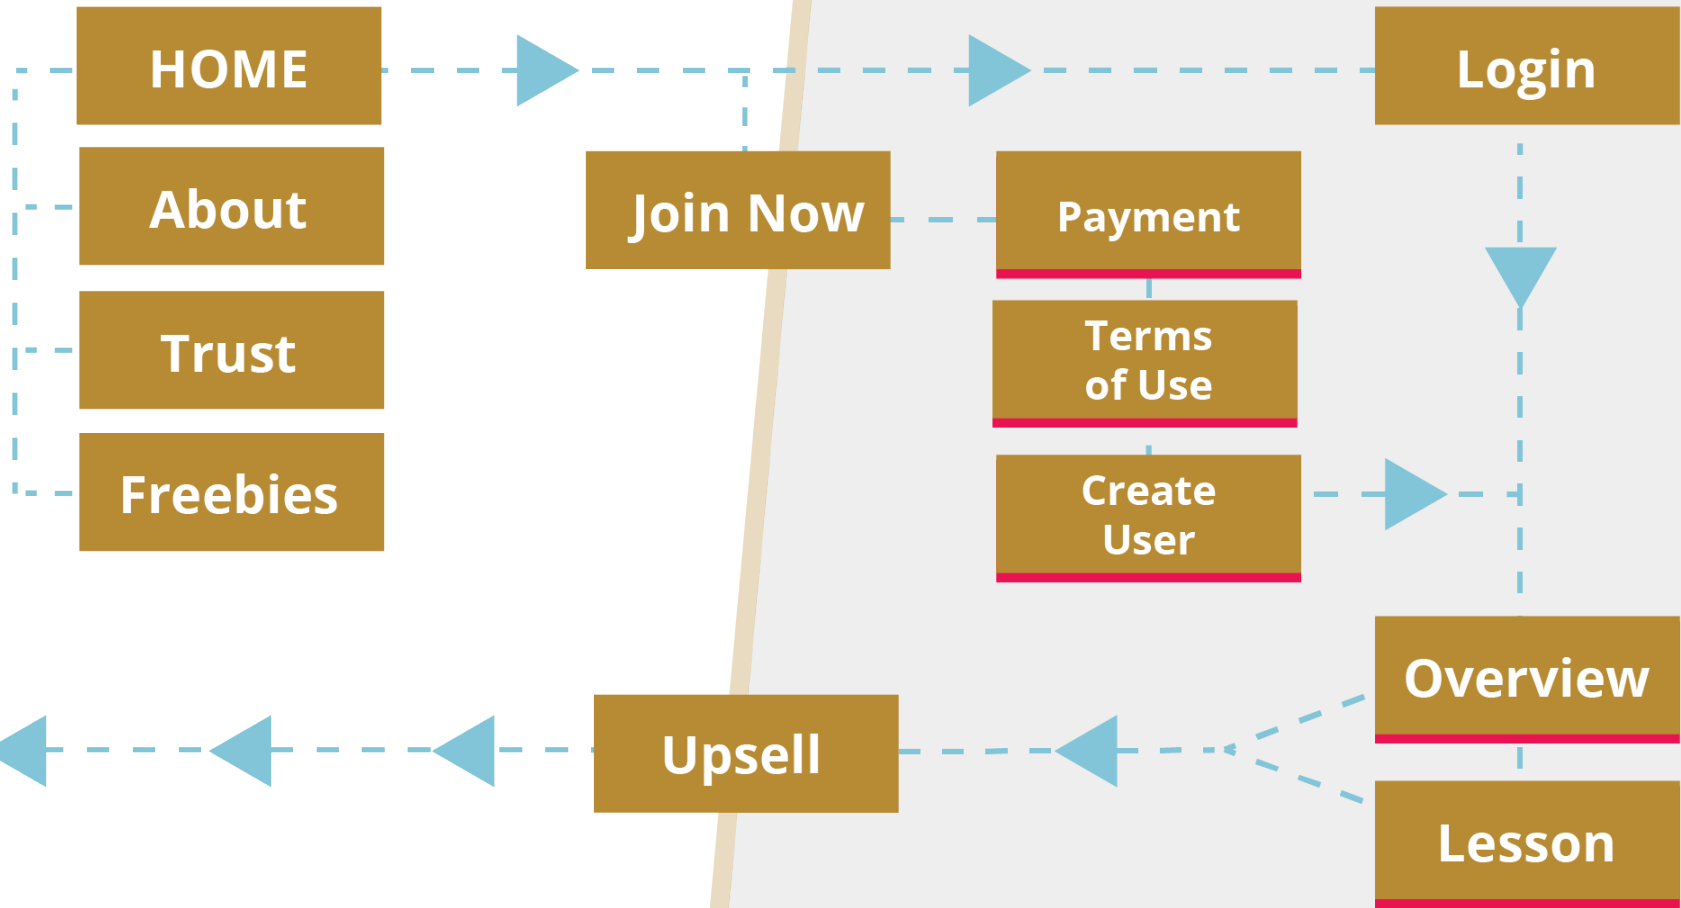 HOME
Login
About
Join Now
Payment
Trust
Terms
of Use
Freebies
Create
User
Overview
Upsell
Lesson